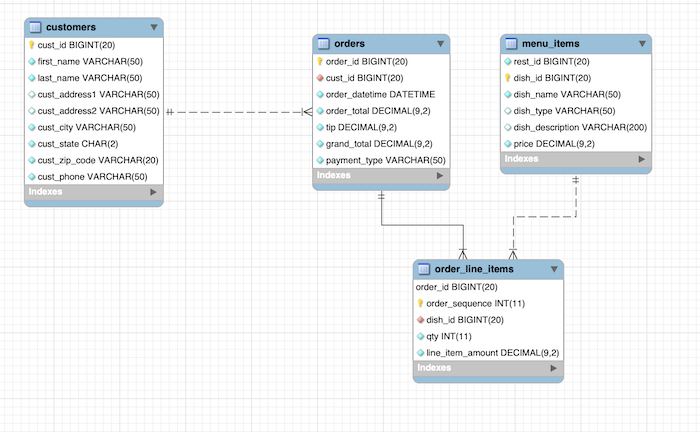 customers
cust_id BIGINT(20)
first_name VARCHAR(50)
last_name VARCHAR(50)
cust_address1 VARCHAR(50)
cust_address2 VARCHAR(50)
cust_city VARCHAR(50)
cust_state CHAR(2)
cust_zip_code VARCHAR(20)
cust_phone VARCHAR(50)
Indexes
orders
order_id BIGINT(20)
cust_id BIGINT(20)
order_datetime DATETIME
order_total DECIMAL(9,2)
tip DECIMAL(9,2)
grand_total DECIMAL(9,2)
payment_type VARCHAR(50)
Indexes
menu_items
rest_id BIGINT(20)
dish_id BIGINT(20)
dish_name VARCHAR(50)
dish_type VARCHAR(50)
dish_description VARCHAR(200)
price DECIMAL(9,2)
Indexes
order_line_items
order_id BIGINT(20)
order_sequence INT(11)
dish_id BIGINT(20)
qty INT(11)
line_item_amount DECIMAL(9,2)
Indexes